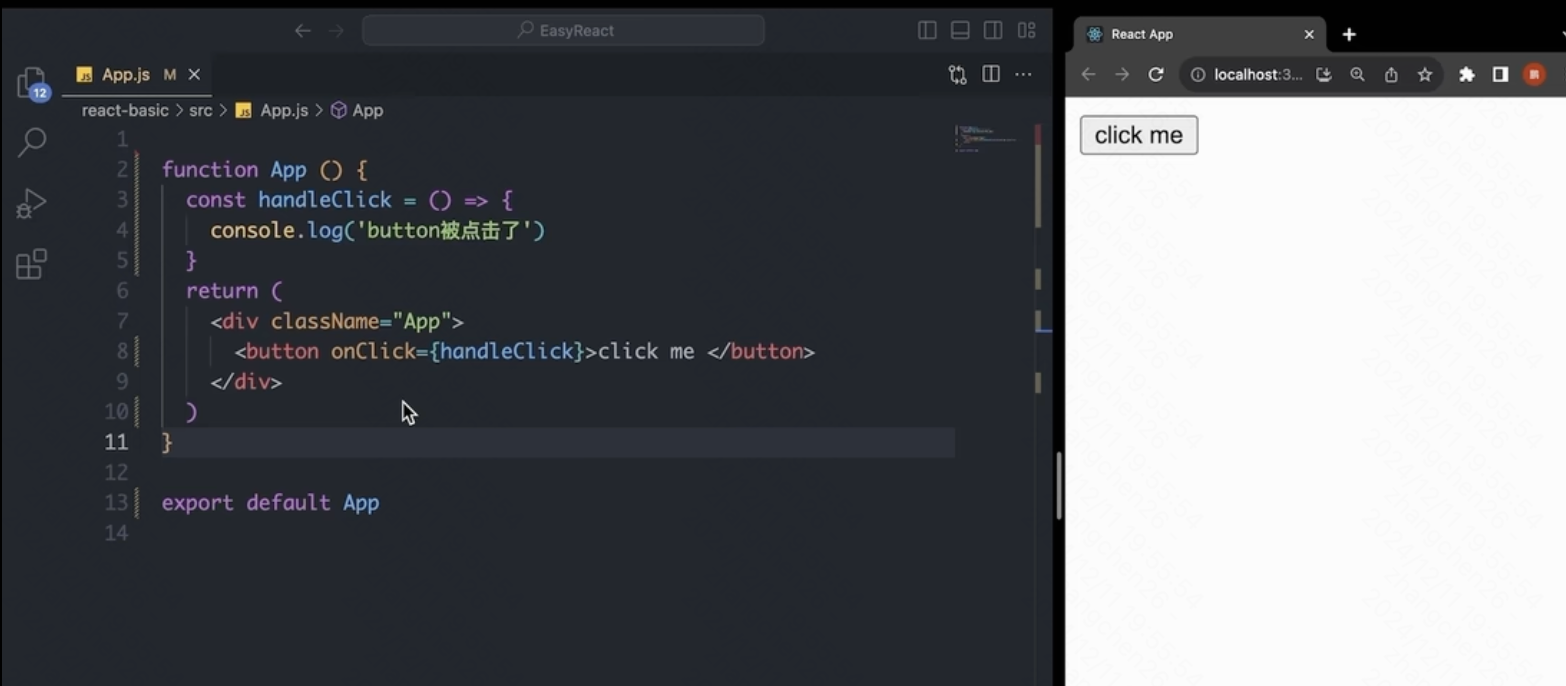 EasyReact
React App
App.js M
localhost:3...
12
react-basic > src > JS App.js > App
click me
1
2 function App () {
3 const handleClick = () => {
4 console.log('button被点击了')
5 }
6 return (
7 <div className="App">
8 <button onClick={handleClick}>click me </button>
9 </div>
10 )
11 }
12
13 export default App
14